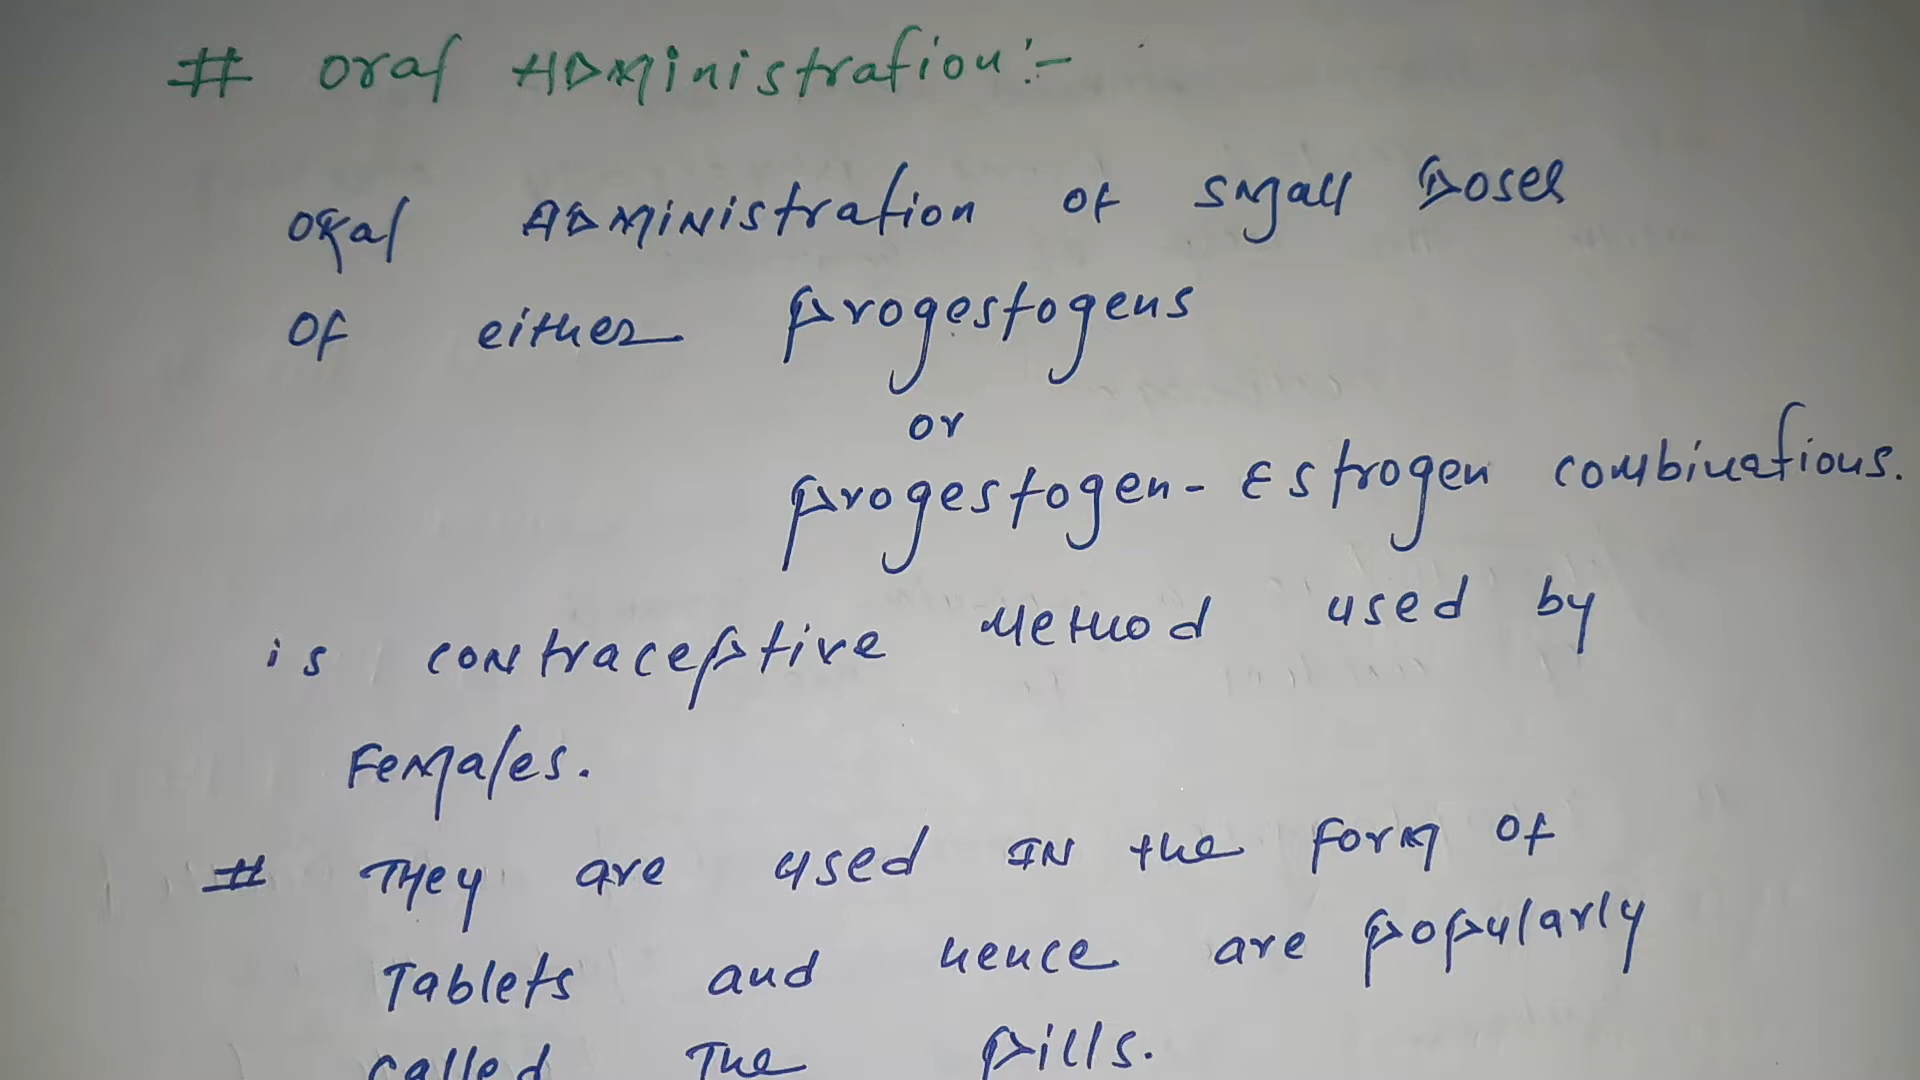 # Oral Administration:-
Oral Administration of small Doses
of either progestogens
or
progestogen-Estrogen combinations.
is contraceptive Method used by
Females.
# They are used IN the form of
Tablets and hence are popularly
called The pills.